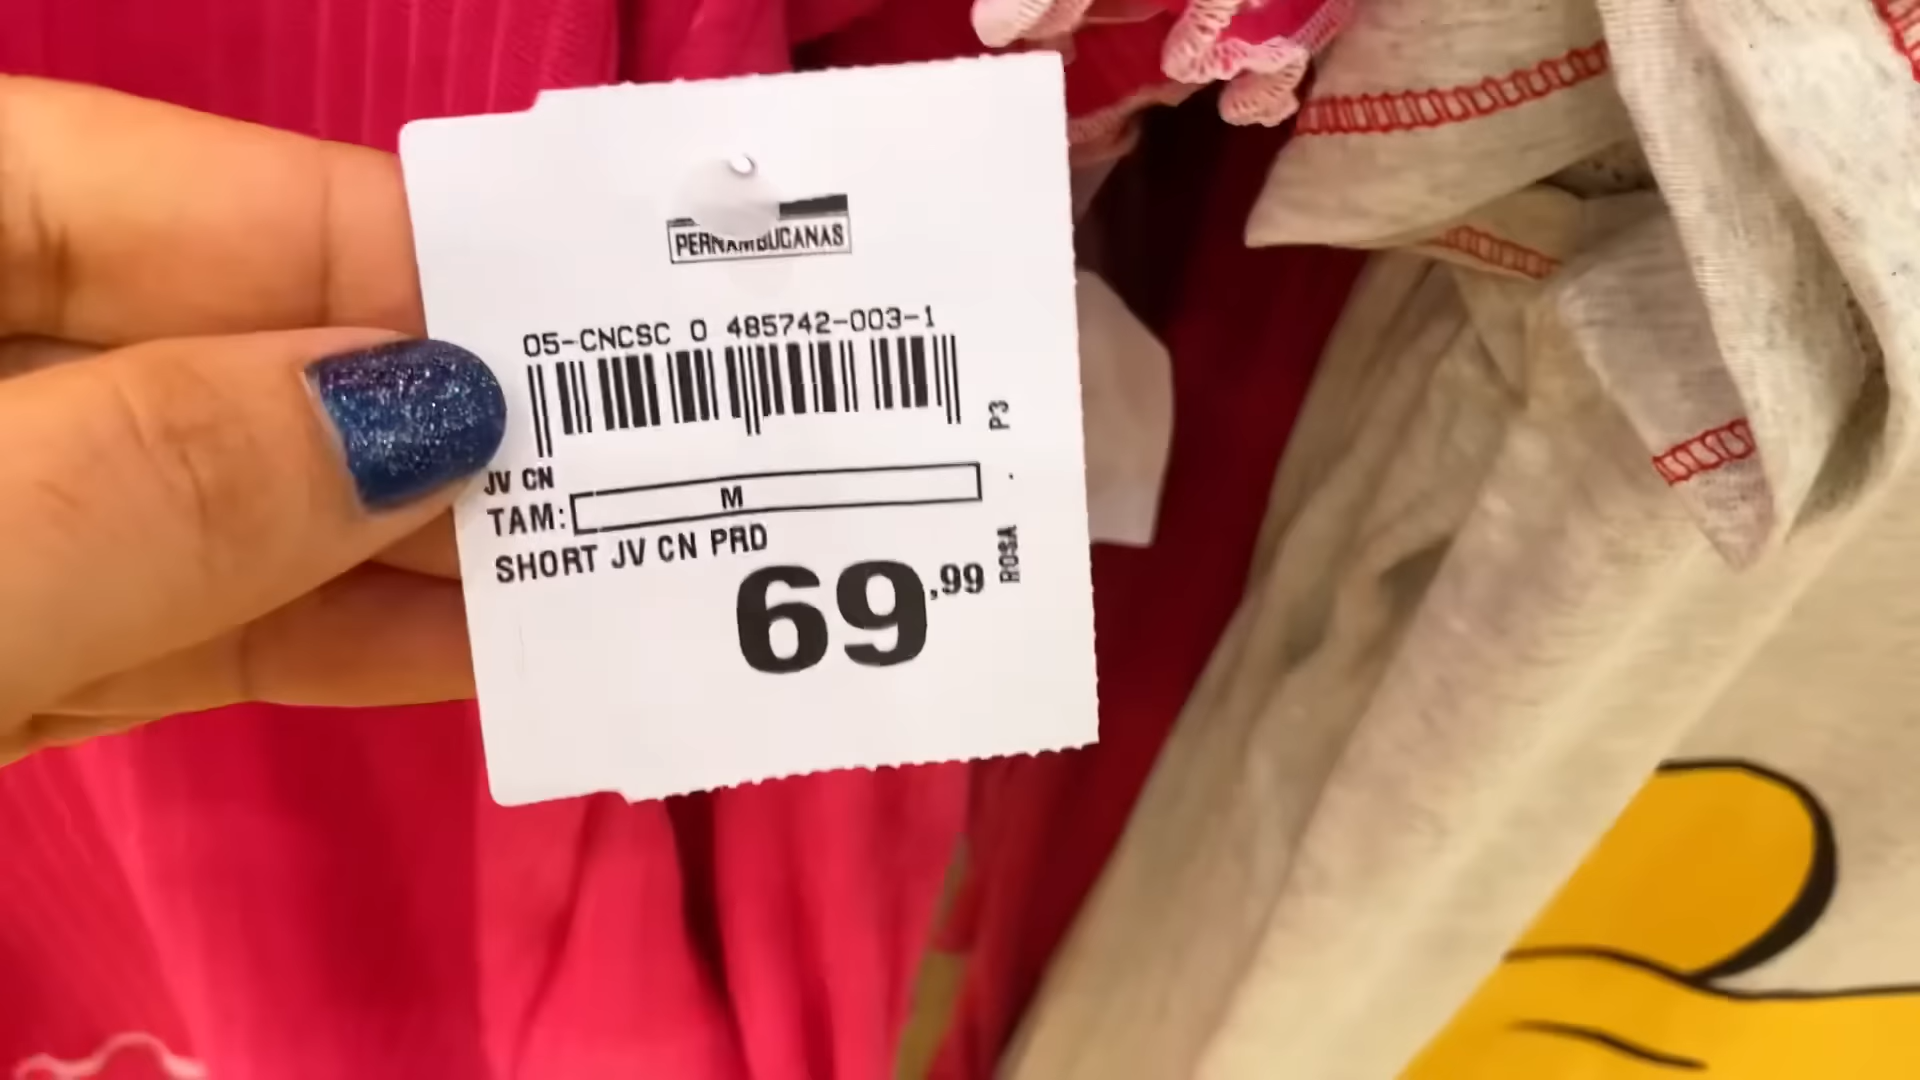 PERNAMBUCANAS
05-CNCSC 0 485742-003-1
P3
JV CN
TAM: M
SHORT JV CN PRD
69,99
ROSA